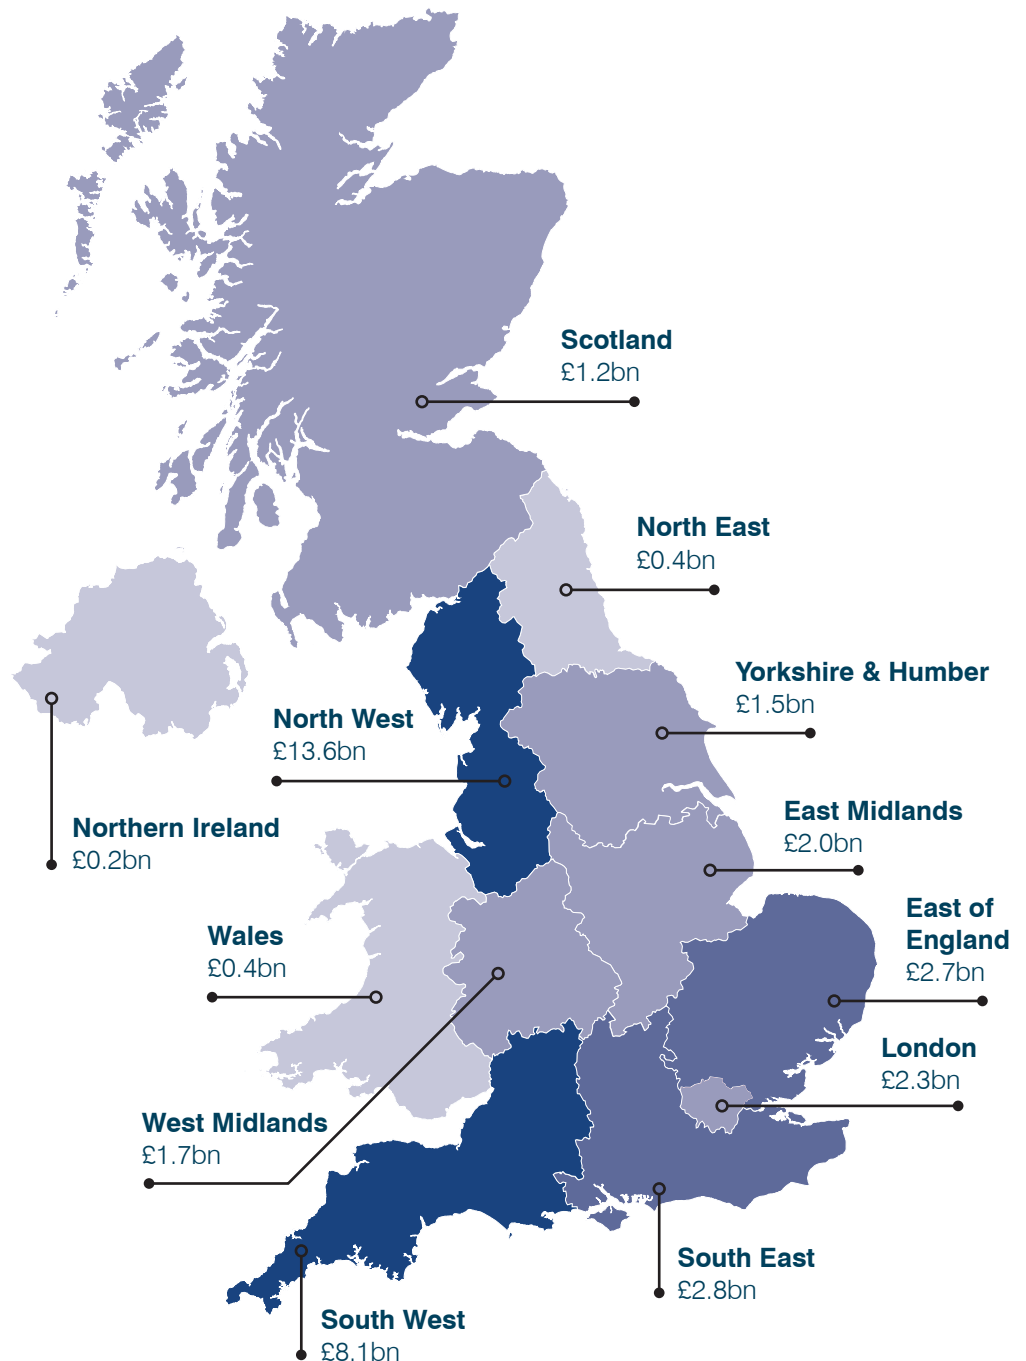 Scotland
£1.2bn
North East
£0.4bn
Yorkshire & Humber
£1.5bn
North West
£13.6bn
East Midlands
£2.0bn
Northern Ireland
£0.2bn
East of
England
£2.7bn
Wales
£0.4bn
London
£2.3bn
West Midlands
£1.7bn
South East
£2.8bn
South West
£8.1bn